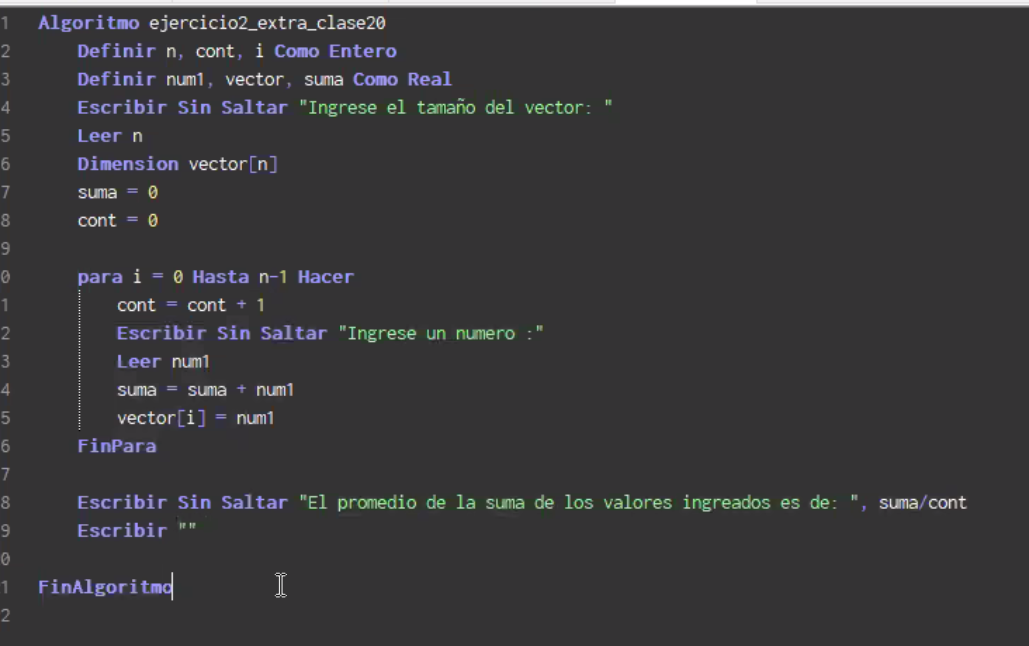 1 Algoritmo ejercicio2_extra_clase20
2 Definir n, cont, i Como Entero
3 Definir num1, vector, suma Como Real
4 Escribir Sin Saltar "Ingrese el tamaño del vector: "
5 Leer n
6 Dimension vector[n]
7 suma = 0
8 cont = 0
9
0 para i = 0 Hasta n-1 Hacer
1 cont = cont + 1
2 Escribir Sin Saltar "Ingrese un numero :"
3 Leer num1
4 suma = suma + num1
5 vector[i] = num1
6 FinPara
7
8 Escribir Sin Saltar "El promedio de la suma de los valores ingreados es de: ", suma/cont
9 Escribir ""
0
1 FinAlgoritmo
2